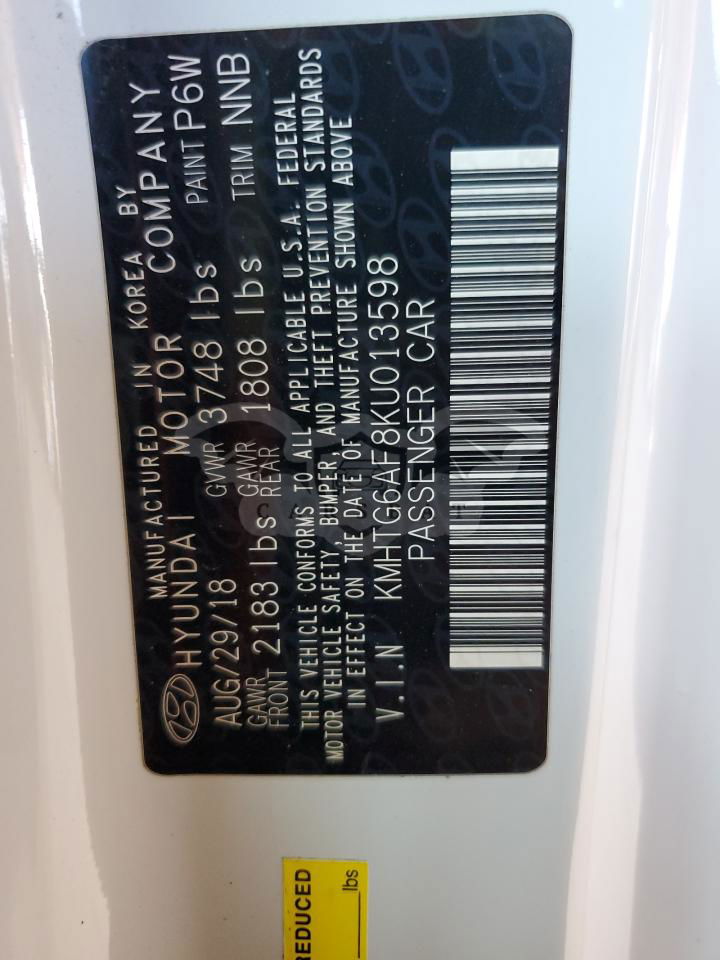 MANUFACTURED IN KOREA BY
HYUNDAI MOTOR COMPANY
AUG/29/18 GVWR 3748 lbs PAINT P6W
GAWR FRONT 2183 lbs GAWR REAR 1808 lbs TRIM NNB
THIS VEHICLE CONFORMS TO ALL APPLICABLE U.S.A. FEDERAL
MOTOR VEHICLE SAFETY, BUMPER, AND THEFT PREVENTION STANDARDS
IN EFFECT ON THE DATE OF MANUFACTURE SHOWN ABOVE
V.I.N KMHTG6AF8KU013598
PASSENGER CAR
REDUCED
lbs